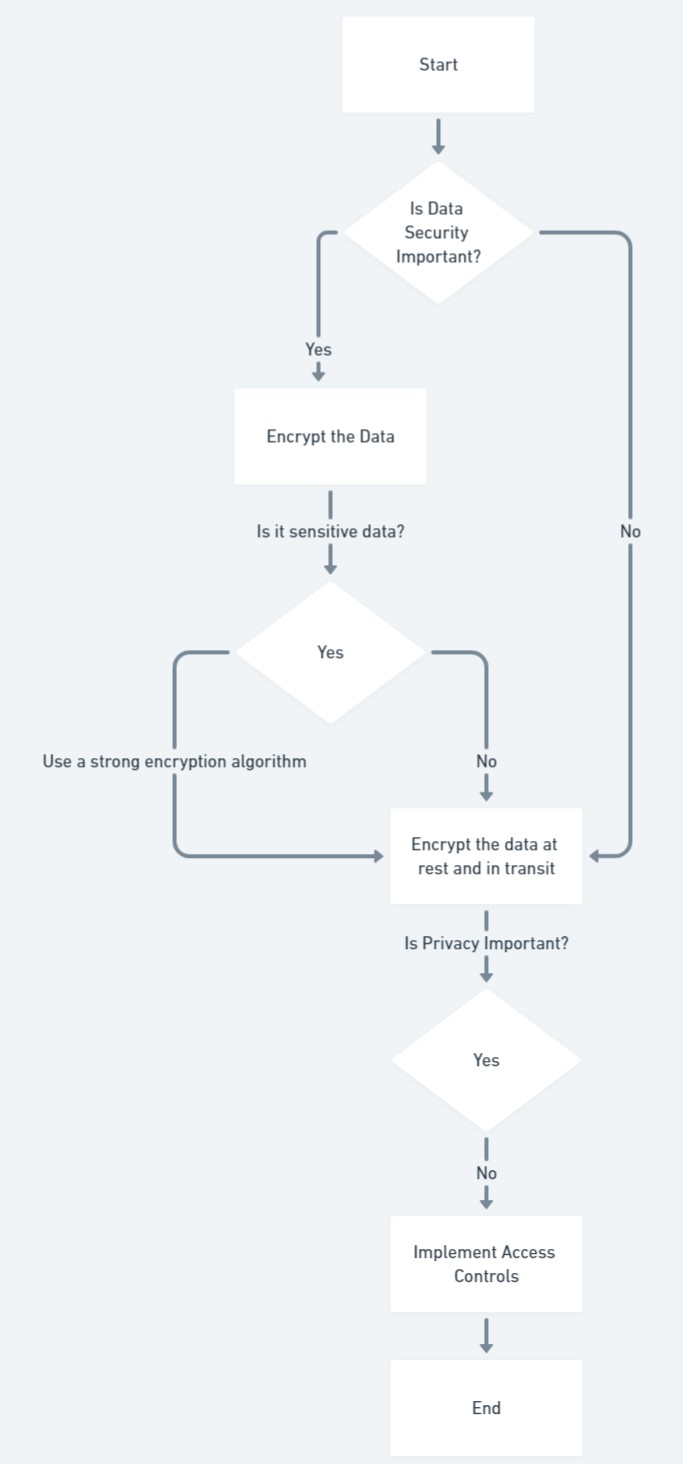 Start
Is Data
Security
Important?
Yes
Encrypt the Data
Is it sensitive data?
No
Yes
Use a strong encryption algorithm
No
Encrypt the data at
rest and in transit
Is Privacy Important?
Yes
No
Implement Access
Controls
End